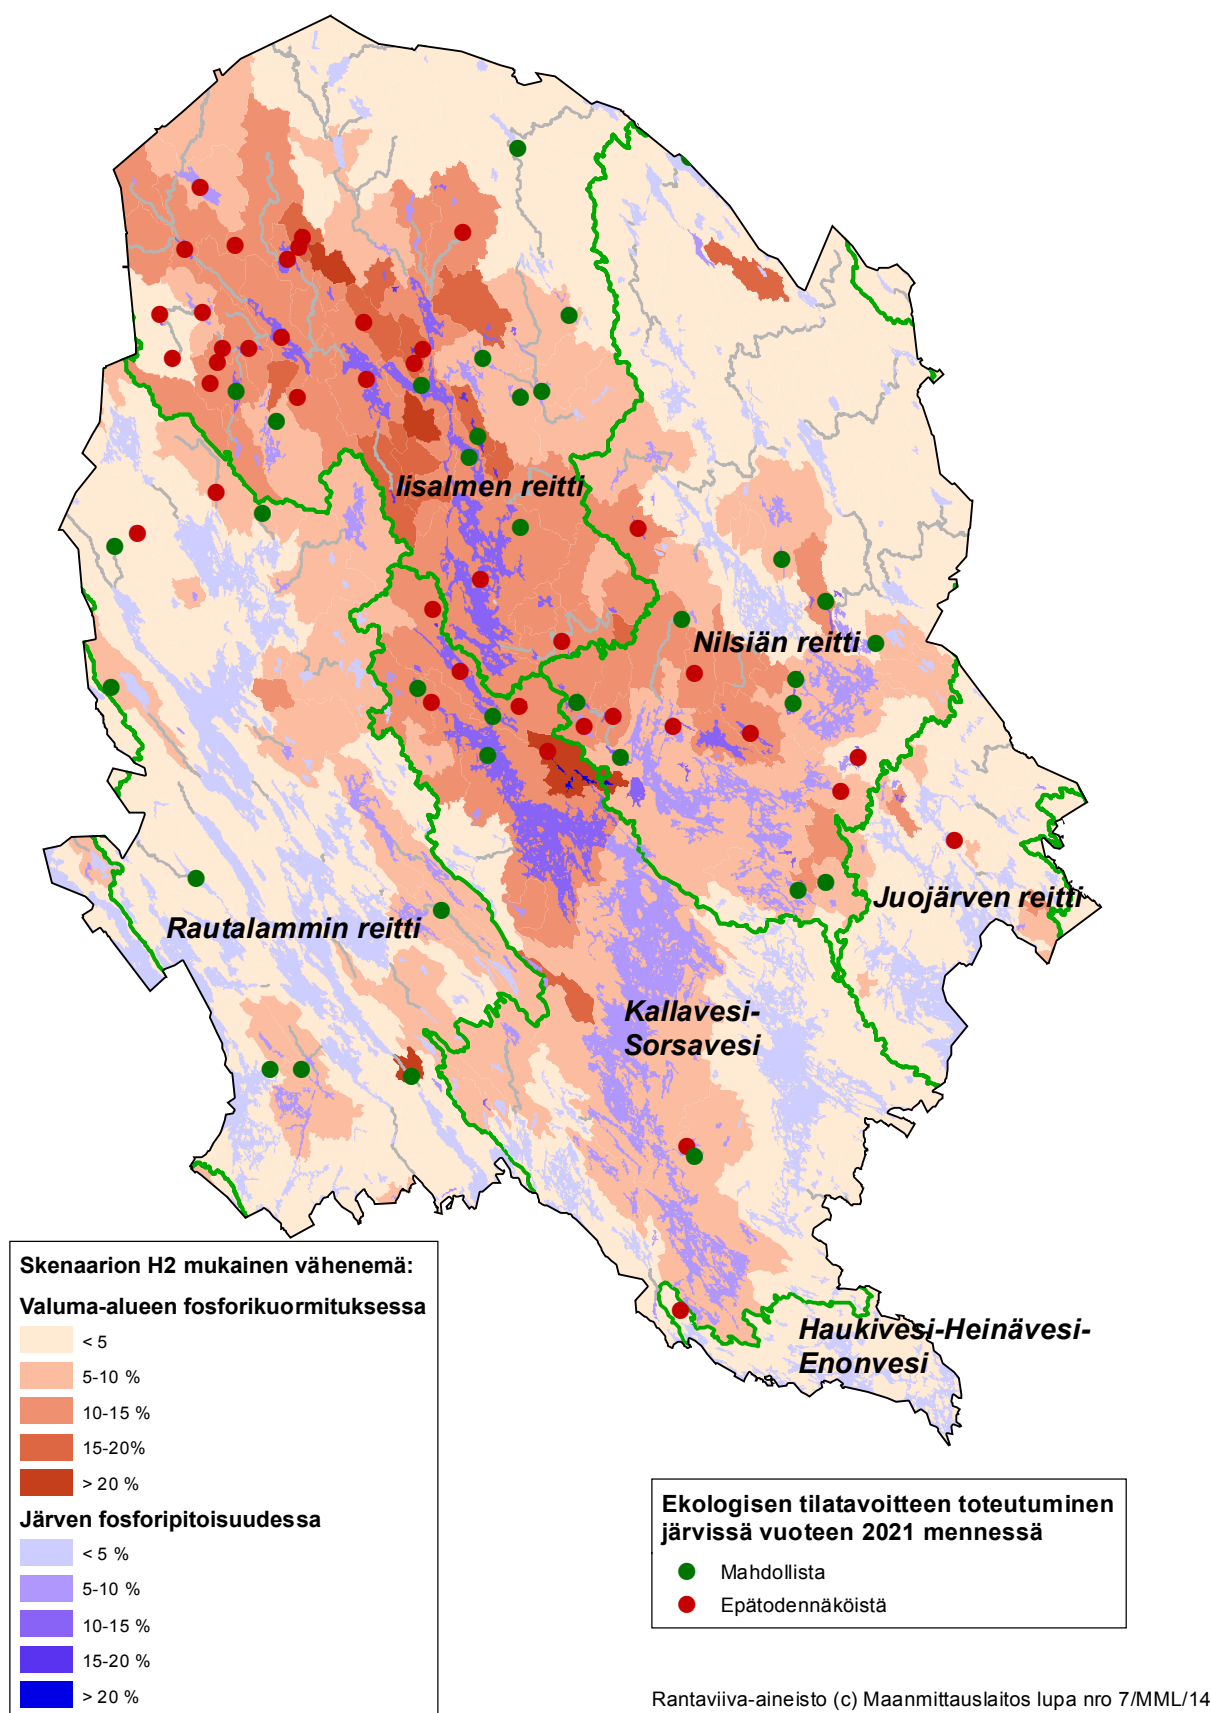 Iisalmen reitti
Nilsiän reitti
Juojärven reitti
Rautalammin reitti
Kallavesi-
Sorsavesi
Haukivesi-Heinävesi-
Enonvesi
Skenaarion H2 mukainen vähenemä:
Valuma-alueen fosforikuormituksessa
< 5
5-10 %
10-15 %
15-20%
> 20 %
Järven fosforipitoisuudessa
< 5 %
5-10 %
10-15 %
15-20 %
> 20 %
Ekologisen tilatavoitteen toteutuminen
järvissä vuoteen 2021 mennessä
Mahdollista
Epätodennäköistä
Rantaviiva-aineisto (c) Maanmittauslaitos lupa nro 7/MML/14